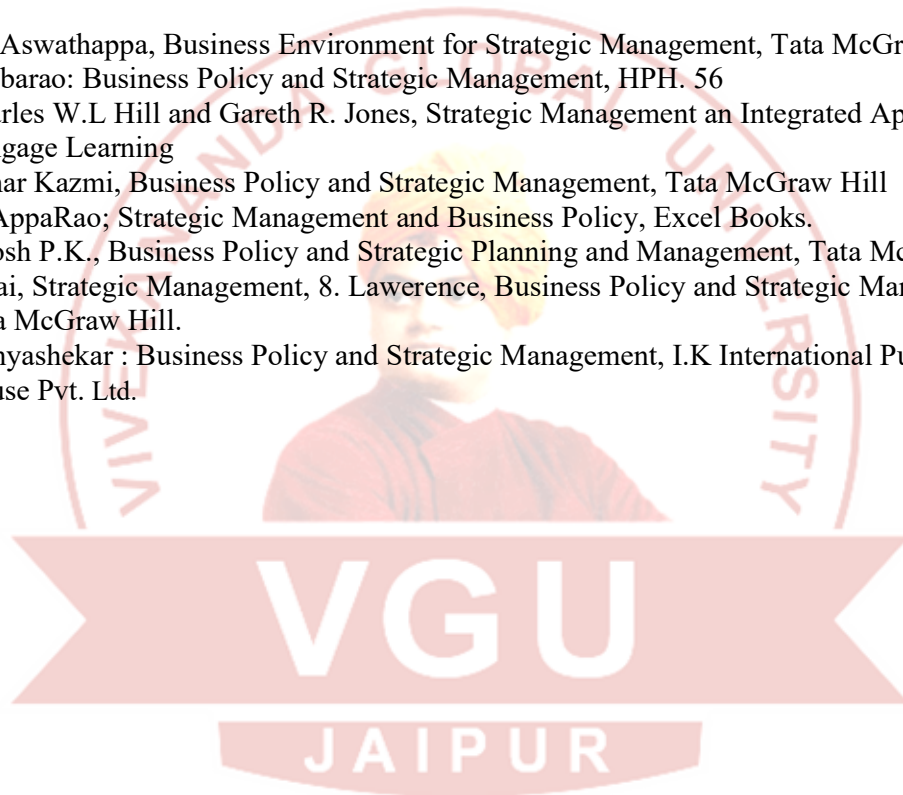 Aswathappa, Business Environment for Strategic Management, Tata McGr
barao: Business Policy and Strategic Management, HPH. 56
rles W.L Hill and Gareth R. Jones, Strategic Management an Integrated Ap
gage Learning
ar Kazmi, Business Policy and Strategic Management, Tata McGraw Hill
AppaRao; Strategic Management and Business Policy, Excel Books.
osh P.K., Business Policy and Strategic Planning and Management, Tata Mc
ai, Strategic Management, 8. Lawerence, Business Policy and Strategic Mar
a McGraw Hill.
nyashekar : Business Policy and Strategic Management, I.K International Pu
use Pvt. Ltd.
VIVEKANANDA GLOBAL UNIVERSITY
VGU
JAIPUR